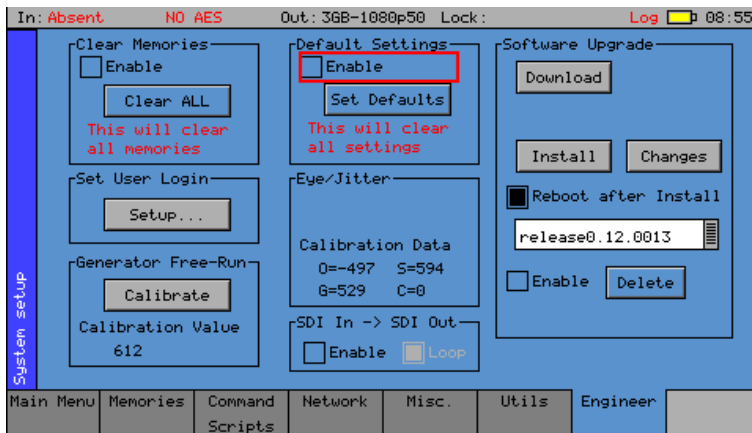 In: Absent NO AES Out: 3GB-1080p50 Lock: Log 08:55
System setup
Clear Memories
Enable
Clear ALL
This will clear
all memories
Set User Login
Setup...
Generator Free-Run
Calibrate
Calibration Value
612
Default Settings
Enable
Set Defaults
This will clear
all settings
Eye/Jitter
Calibration Data
O=-497 S=594
G=529 C=0
SDI In -> SDI Out
Enable Loop
Software Upgrade
Download
Install Changes
Reboot after Install
release0.12.0013
Enable Delete
Main Menu Memories Command Scripts Network Misc. Utils Engineer